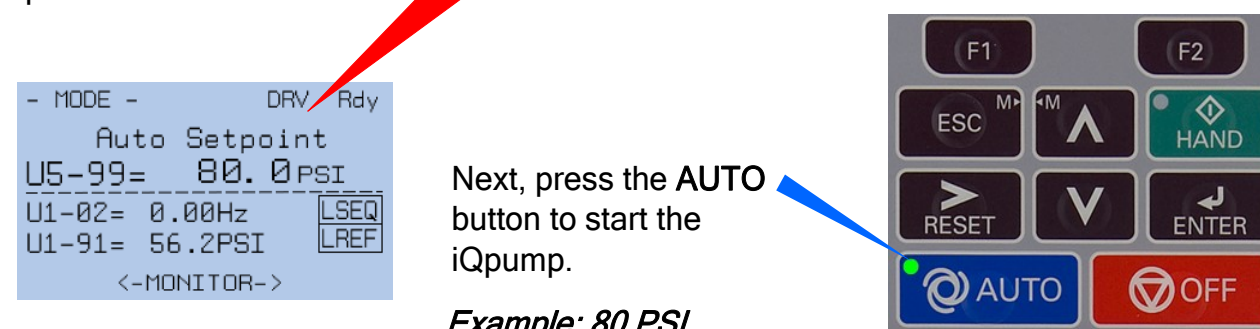 - MODE - DRV Rdy
Auto Setpoint
U5-99= 80.0PSI
U1-02= 0.00Hz LSEQ
U1-91= 56.2PSI LREF
<-MONITOR->
Next, press the AUTO
button to start the
iQpump.
Example: 80 PSI
F1 F2
ESC M▸ ◂M HAND
RESET ENTER
AUTO OFF